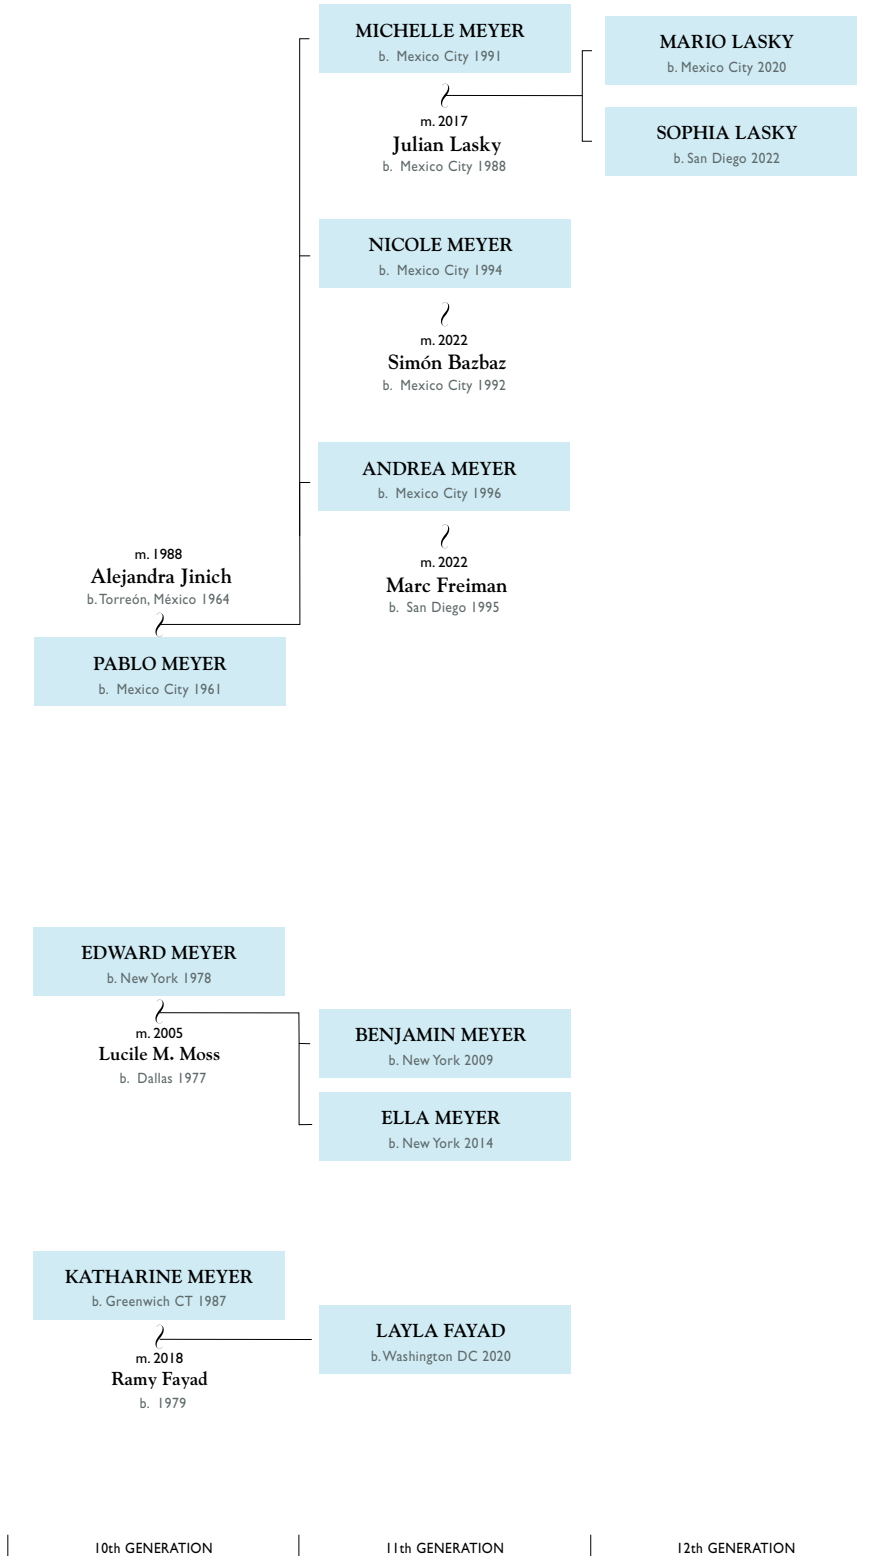 MICHELLE MEYER
b. Mexico City 1991
m. 2017
Julian Lasky
b. Mexico City 1988
MARIO LASKY
b. Mexico City 2020
SOPHIA LASKY
b. San Diego 2022
NICOLE MEYER
b. Mexico City 1994
m. 2022
Simón Bazbaz
b. Mexico City 1992
ANDREA MEYER
b. Mexico City 1996
m. 2022
Marc Freiman
b. San Diego 1995
m. 1988
Alejandra Jinich
b. Torreón, México 1964
PABLO MEYER
b. Mexico City 1961
EDWARD MEYER
b. New York 1978
m. 2005
Lucile M. Moss
b. Dallas 1977
BENJAMIN MEYER
b. New York 2009
ELLA MEYER
b. New York 2014
KATHARINE MEYER
b. Greenwich CT 1987
m. 2018
Ramy Fayad
b. 1979
LAYLA FAYAD
b. Washington DC 2020
10th GENERATION
11th GENERATION
12th GENERATION